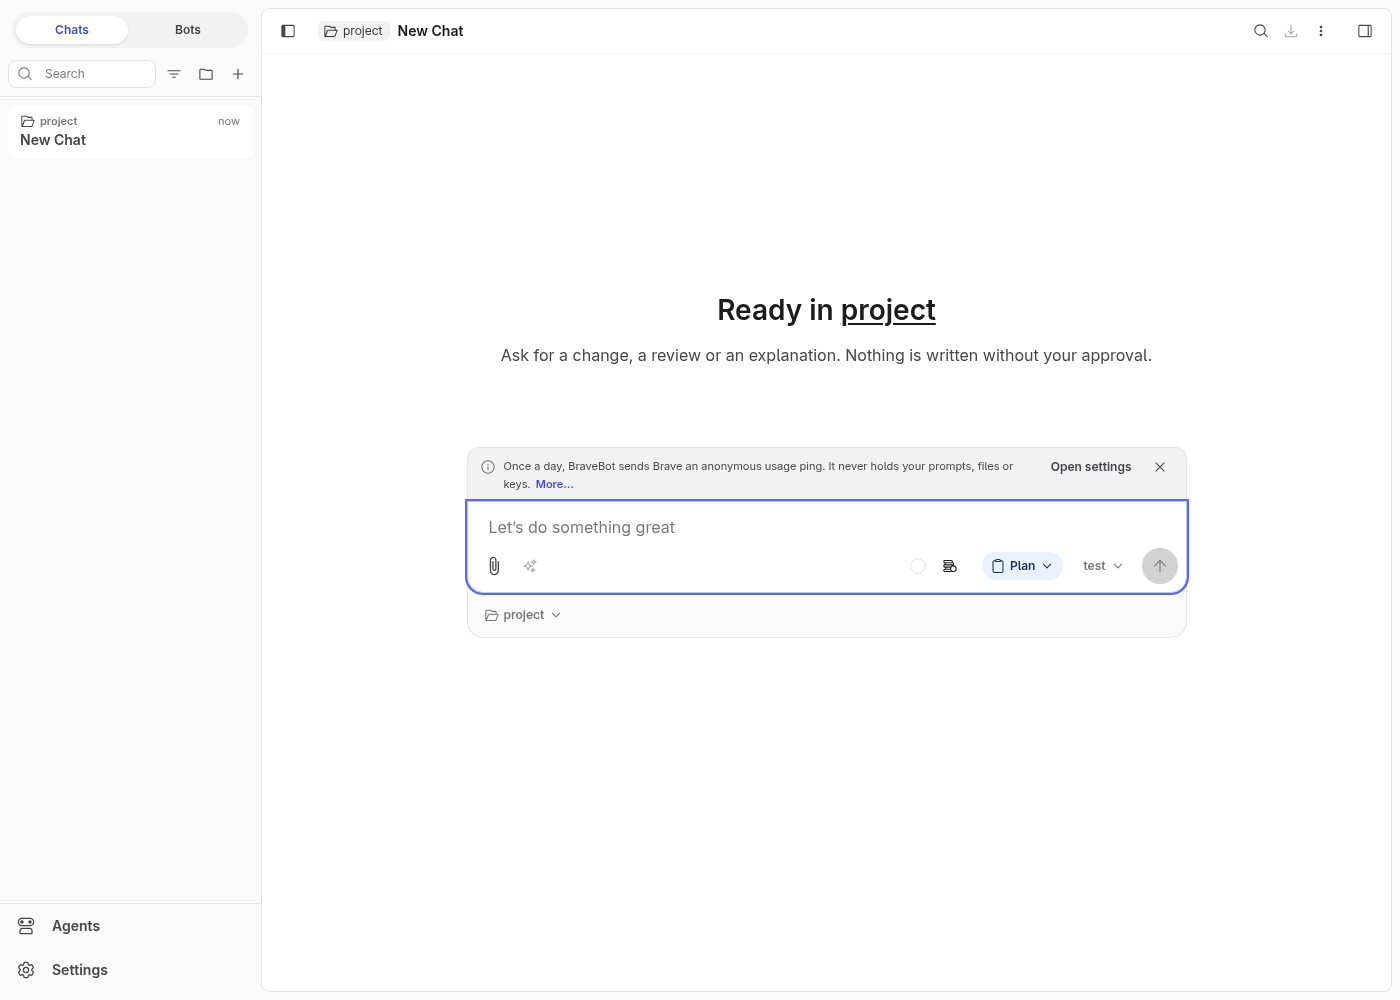 Chats
Bots
Search
project
now
New Chat
Agents
Settings
project
New Chat
Ready in project
Ask for a change, a review or an explanation. Nothing is written without your approval.
Once a day, BraveBot sends Brave an anonymous usage ping. It never holds your prompts, files or
keys. More...
Open settings
Let's do something great
Plan
test
project